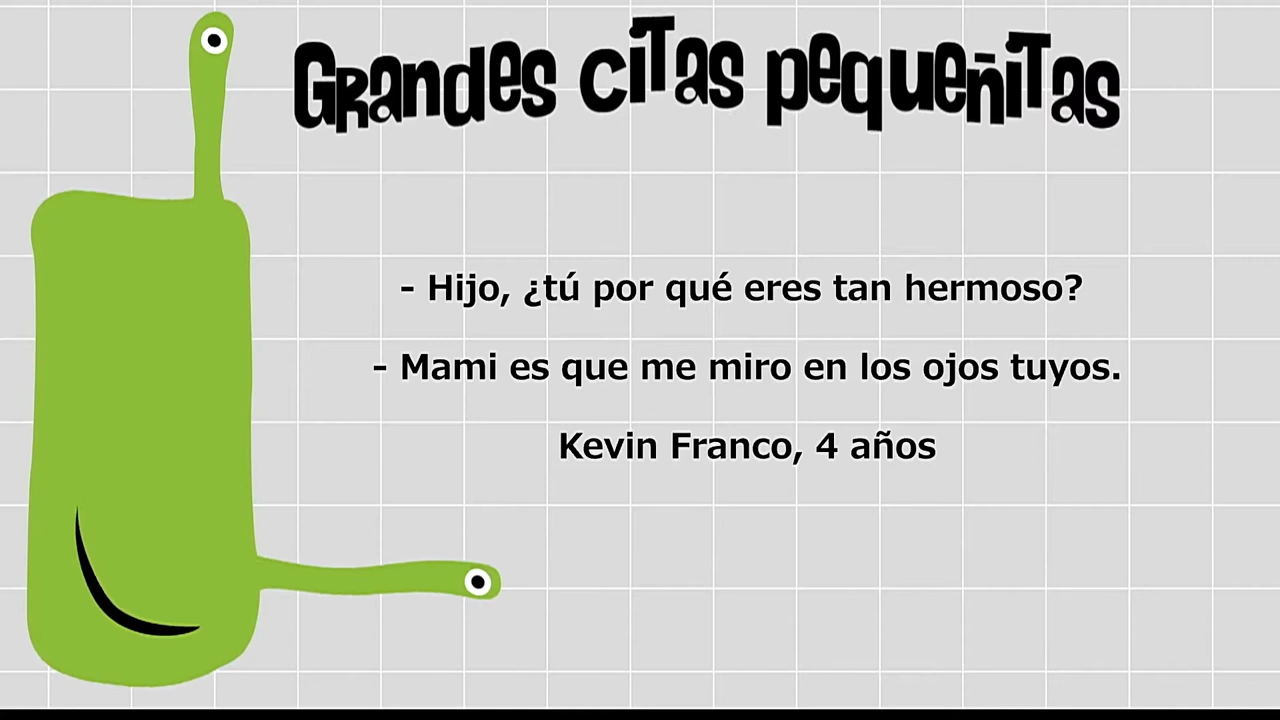 Grandes citas pequeñitas
- Hijo, ¿tú por qué eres tan hermoso?
- Mami es que me miro en los ojos tuyos.
Kevin Franco, 4 años